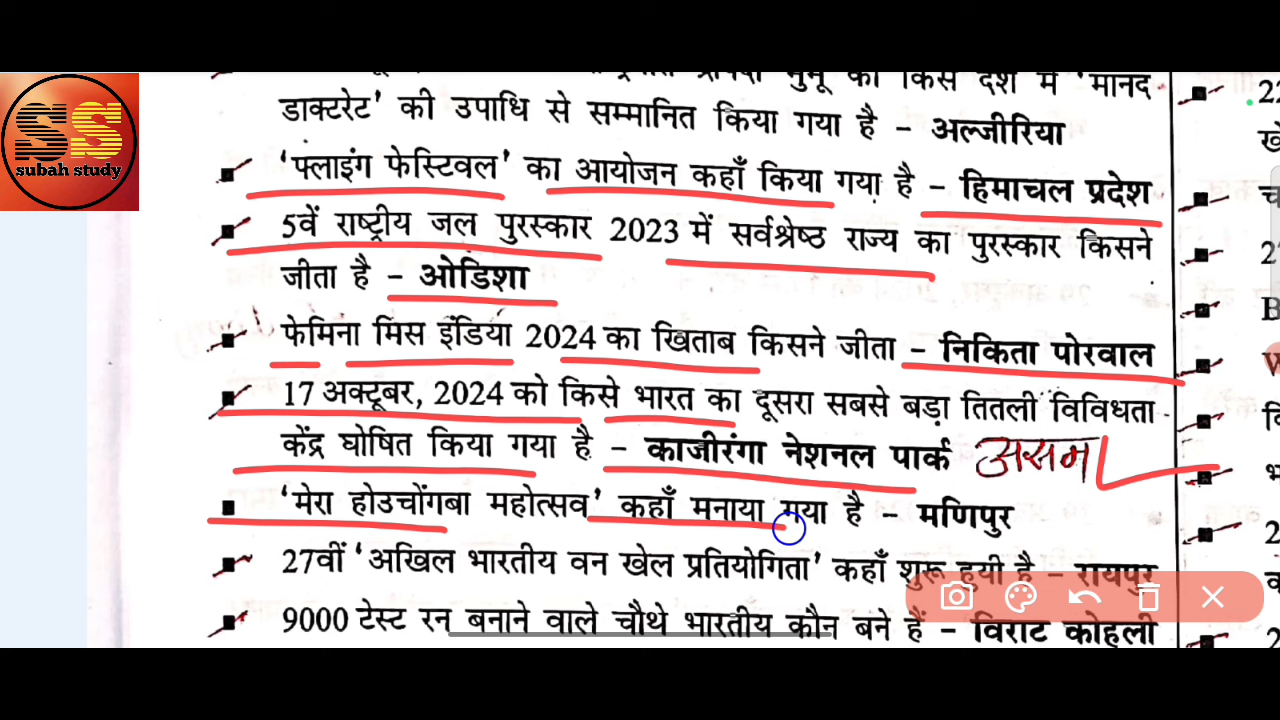 SS
subah study
को किस देश में 'मानद
डाक्टरेट' की उपाधि से सम्मानित किया गया है – अल्जीरिया
'फ्लाइंग फेस्टिवल' का आयोजन कहाँ किया गया है – हिमाचल प्रदेश
5वें राष्ट्रीय जल पुरस्कार 2023 में सर्वश्रेष्ठ राज्य का पुरस्कार किसने
जीता है – ओडिशा
फेमिना मिस इंडिया 2024 का खिताब किसने जीता – निकिता पोरवाल
17 अक्टूबर, 2024 को किसे भारत का दूसरा सबसे बड़ा तितली विविधता
केंद्र घोषित किया गया है – काजीरंगा नेशनल पार्क असम
'मेरा होउचोंगबा महोत्सव' कहाँ मनाया गया है – मणिपुर
27वीं 'अखिल भारतीय वन खेल प्रतियोगिता' कहाँ शुरू हुयी है – रायपुर
9000 टेस्ट रन बनाने वाले चौथे भारतीय कौन बने हैं – विराट कोहली